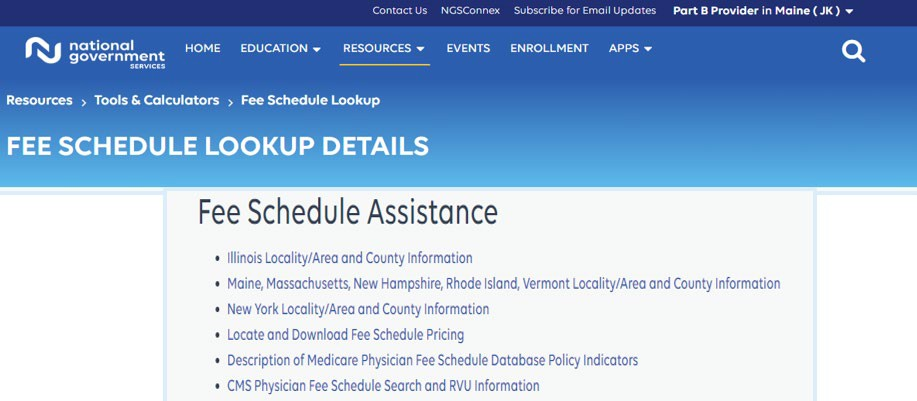 Contact Us NGSConnex Subscribe for Email Updates Part B Provider in Maine ( JK )
national
government
SERVICES
HOME EDUCATION RESOURCES EVENTS ENROLLMENT APPS
Resources > Tools & Calculators > Fee Schedule Lookup
FEE SCHEDULE LOOKUP DETAILS
Fee Schedule Assistance
• Illinois Locality/Area and County Information
• Maine, Massachusetts, New Hampshire, Rhode Island, Vermont Locality/Area and County Information
• New York Locality/Area and County Information
• Locate and Download Fee Schedule Pricing
• Description of Medicare Physician Fee Schedule Database Policy Indicators
• CMS Physician Fee Schedule Search and RVU Information